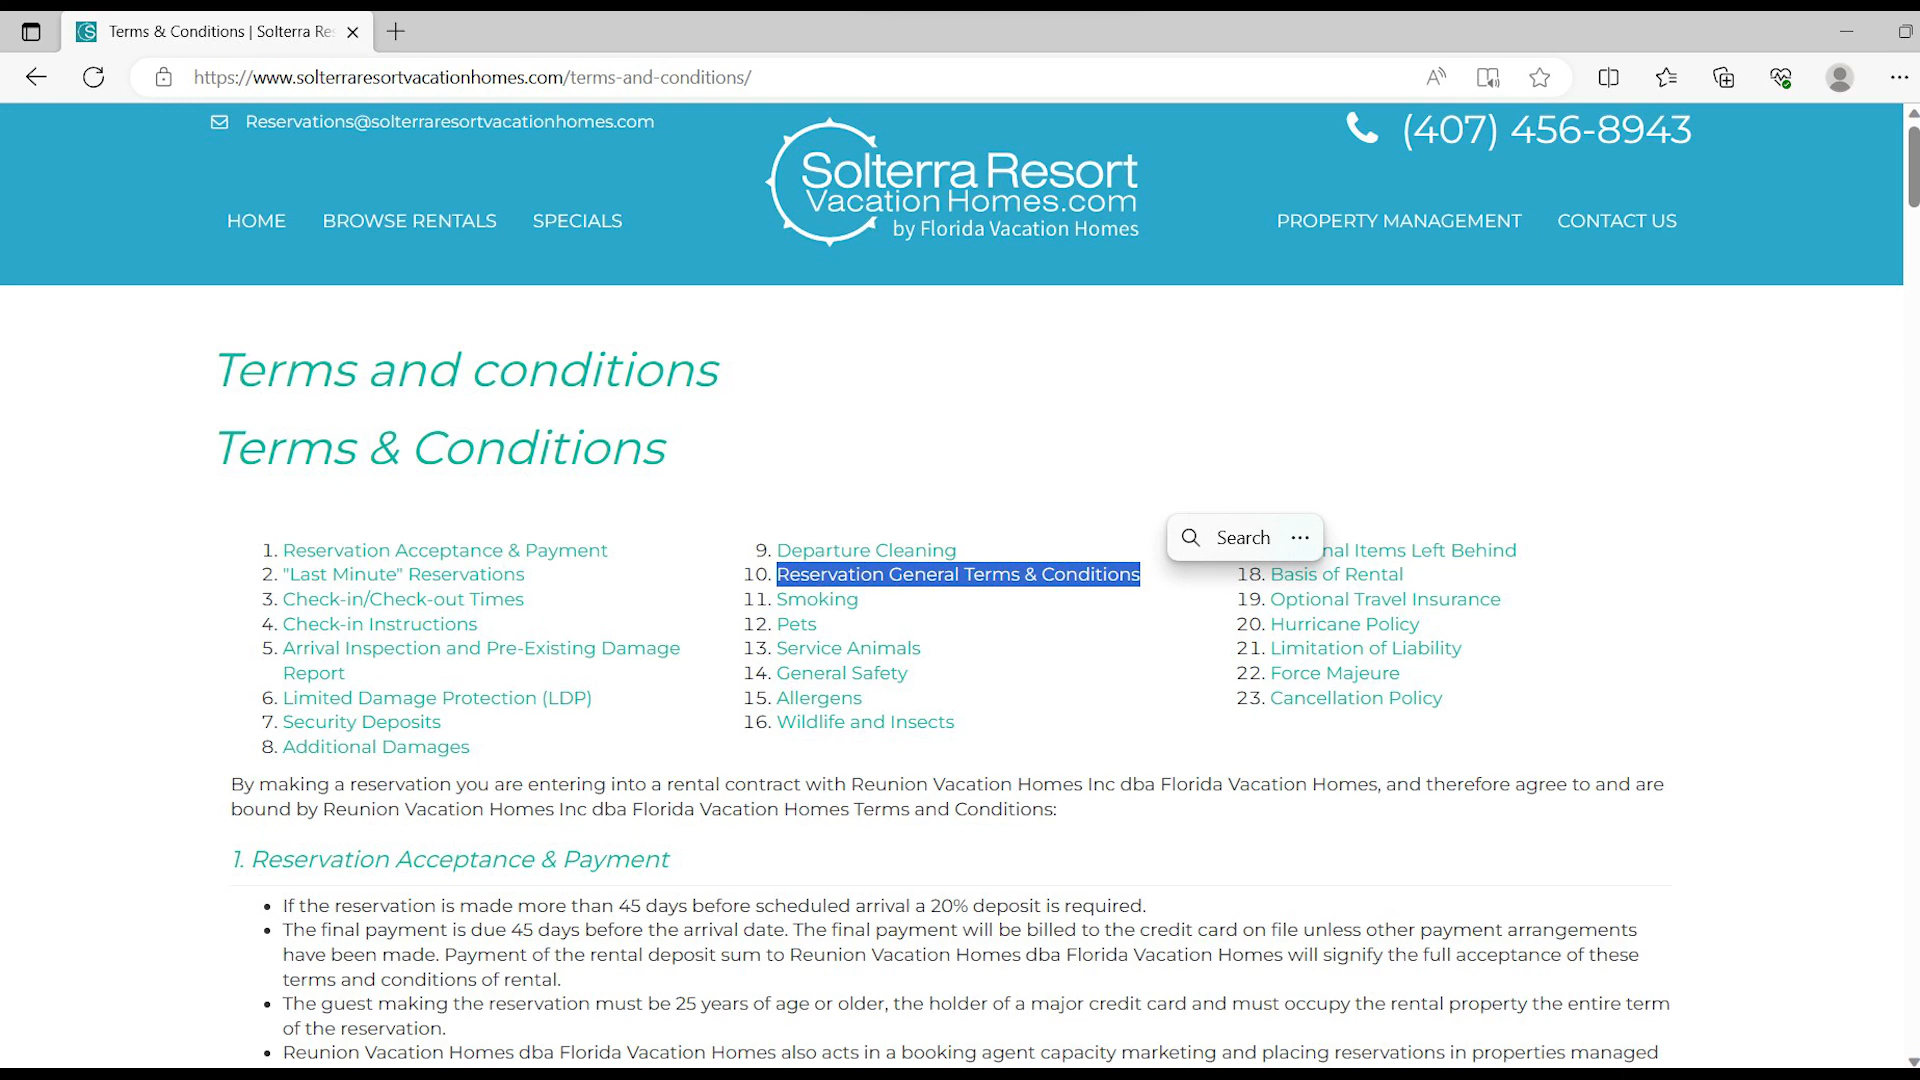 Terms & Conditions | Solterra Re
https://www.solterraresortvacationhomes.com/terms-and-conditions/
Reservations@solterraresortvacationhomes.com
(407) 456-8943
Solterra Resort
Vacation Homes.com
by Florida Vacation Homes
HOME BROWSE RENTALS SPECIALS
PROPERTY MANAGEMENT CONTACT US
Terms and conditions
Terms & Conditions
1. Reservation Acceptance & Payment
2. "Last Minute" Reservations
3. Check-in/Check-out Times
4. Check-in Instructions
5. Arrival Inspection and Pre-Existing Damage
Report
6. Limited Damage Protection (LDP)
7. Security Deposits
8. Additional Damages
9. Departure Cleaning
10. Reservation General Terms & Conditions
11. Smoking
12. Pets
13. Service Animals
14. General Safety
15. Allergens
16. Wildlife and Insects
Search
nal Items Left Behind
18. Basis of Rental
19. Optional Travel Insurance
20. Hurricane Policy
21. Limitation of Liability
22. Force Majeure
23. Cancellation Policy
By making a reservation you are entering into a rental contract with Reunion Vacation Homes Inc dba Florida Vacation Homes, and therefore agree to and are
bound by Reunion Vacation Homes Inc dba Florida Vacation Homes Terms and Conditions:
1. Reservation Acceptance & Payment
If the reservation is made more than 45 days before scheduled arrival a 20% deposit is required.
The final payment is due 45 days before the arrival date. The final payment will be billed to the credit card on file unless other payment arrangements
have been made. Payment of the rental deposit sum to Reunion Vacation Homes dba Florida Vacation Homes will signify the full acceptance of these
terms and conditions of rental.
The guest making the reservation must be 25 years of age or older, the holder of a major credit card and must occupy the rental property the entire term
of the reservation.
Reunion Vacation Homes dba Florida Vacation Homes also acts in a booking agent capacity marketing and placing reservations in properties managed